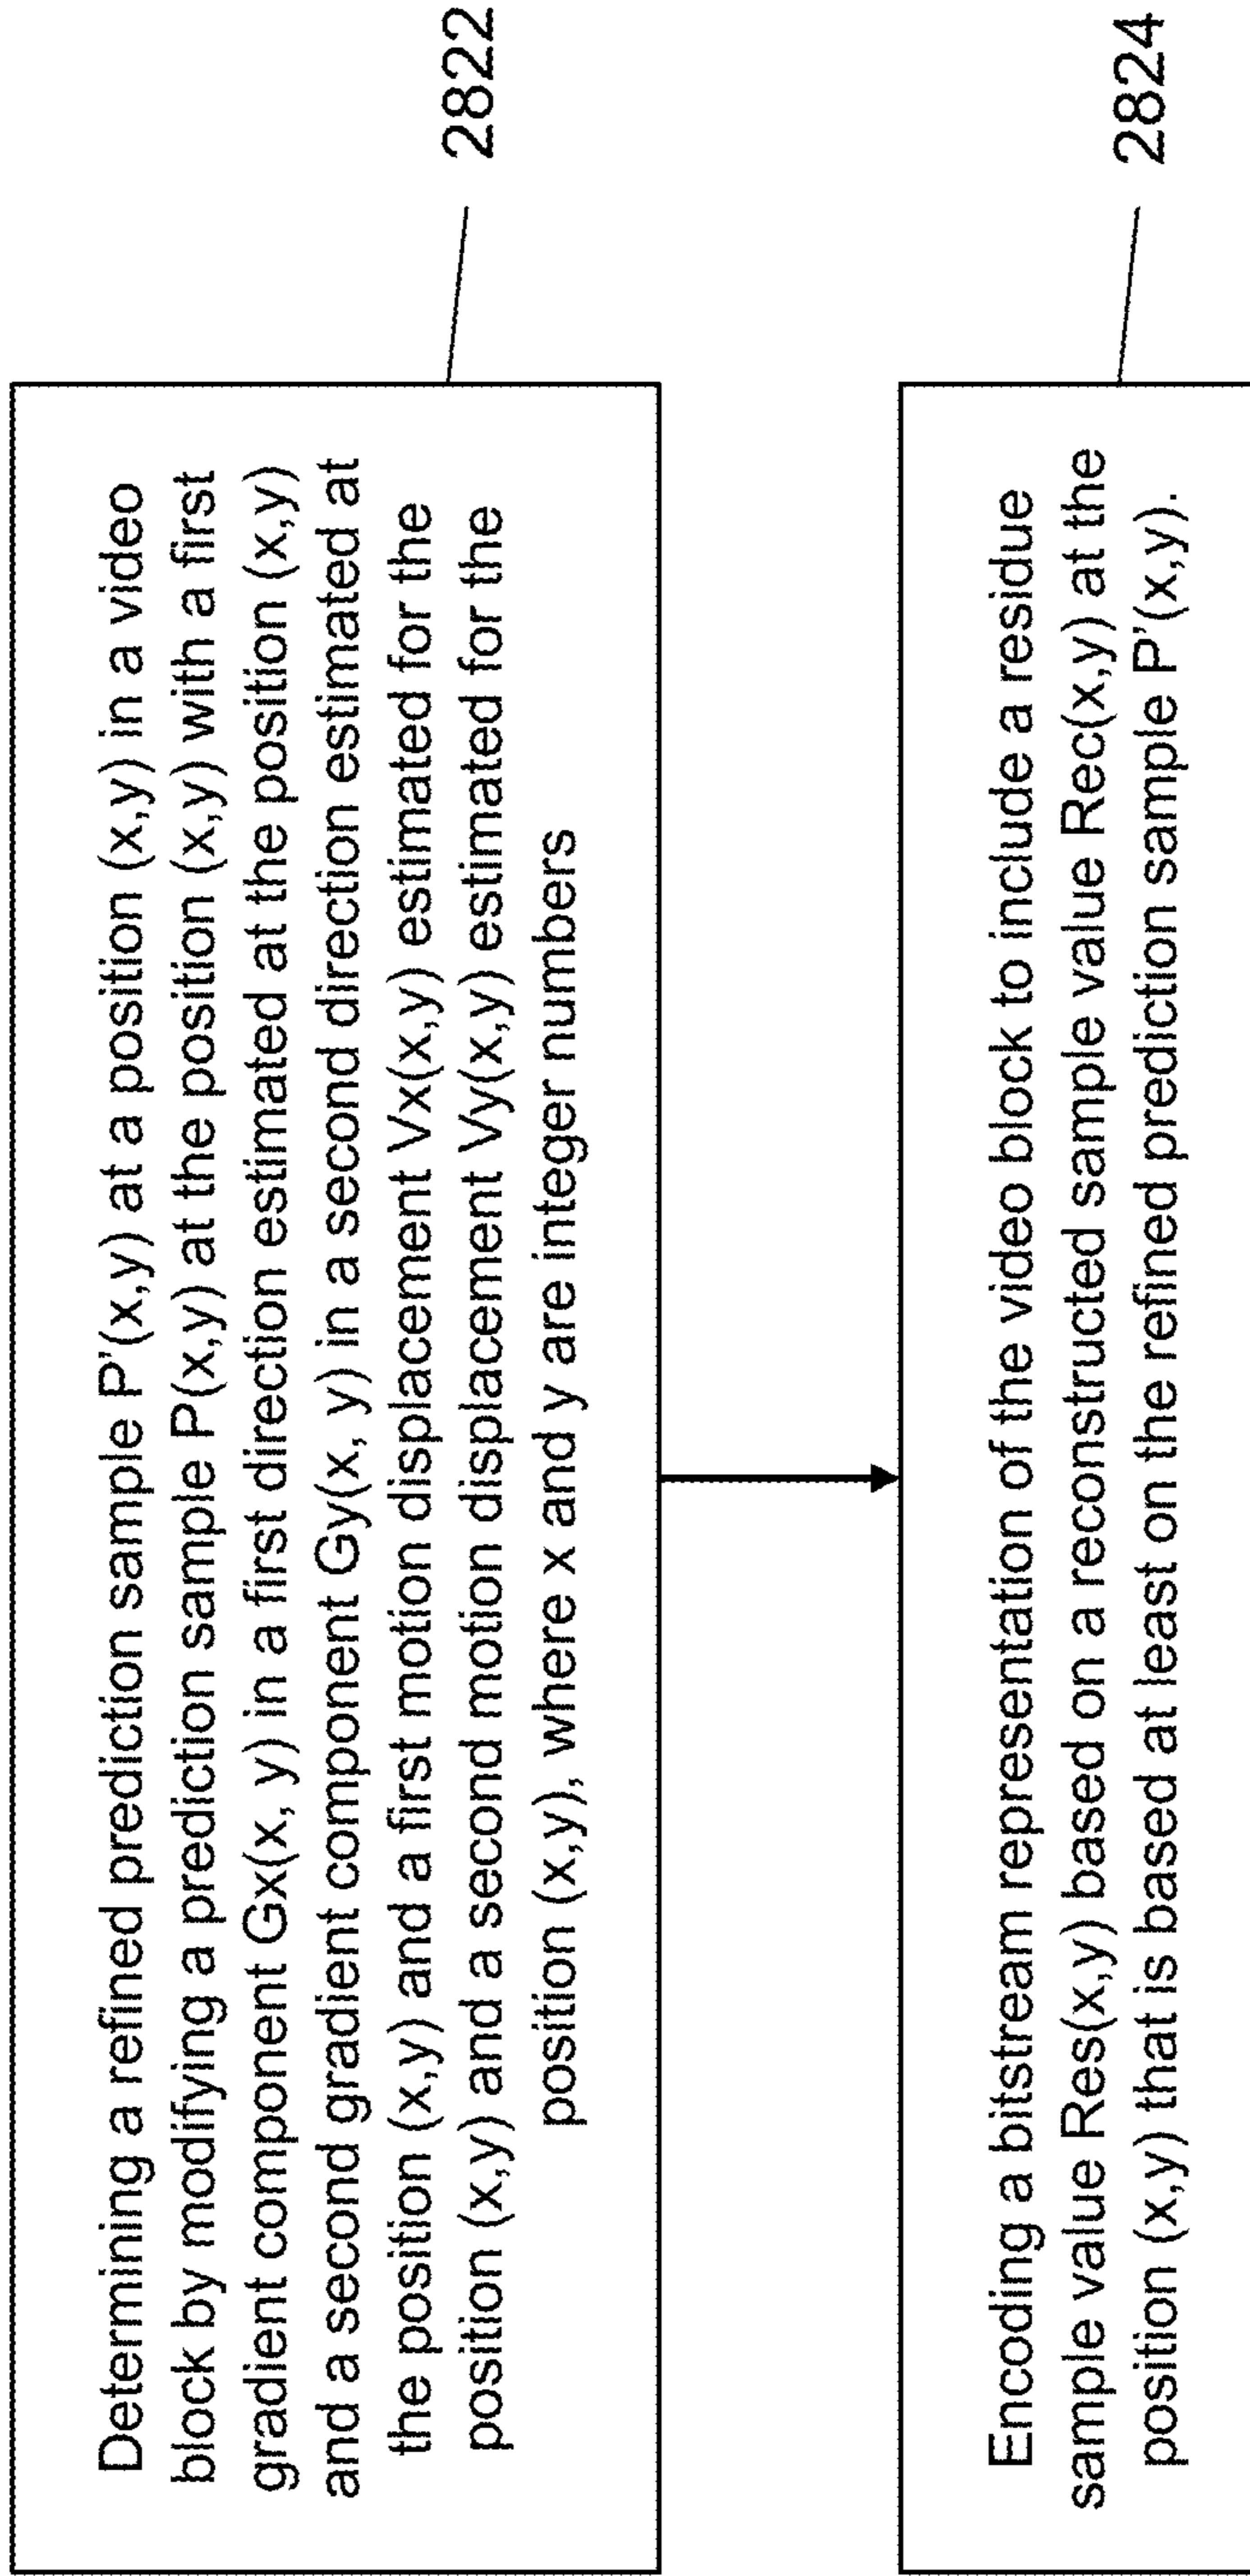 Determining a refined prediction sample P'(x,y) at a position (x,y) in a video
block by modifying a prediction sample P(x,y) at the position (x,y) with a first
gradient component Gx(x, y) in a first direction estimated at the position (x,y)
and a second gradient component Gy(x, y) in a second direction estimated at
the position (x,y) and a first motion displacement Vx(x,y) estimated for the
position (x,y) and a second motion displacement Vy(x,y) estimated for the
position (x,y), where x and y are integer numbers
2822
Encoding a bitstream representation of the video block to include a residue
sample value Res(x,y) based on a reconstructed sample value Rec(x,y) at the
position (x,y) that is based at least on the refined prediction sample P'(x,y).
2824